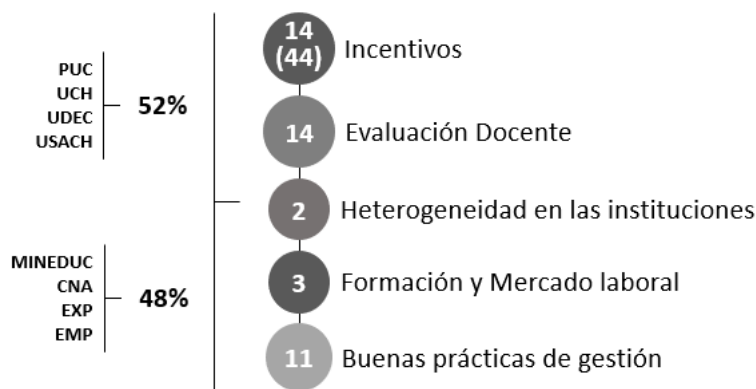 PUC
UCH
UDEC
USACH
52%
MINEDUC
CNA
EXP
EMP
48%
14
(44)
Incentivos
14
Evaluación Docente
2
Heterogeneidad en las instituciones
3
Formación y Mercado laboral
11
Buenas prácticas de gestión